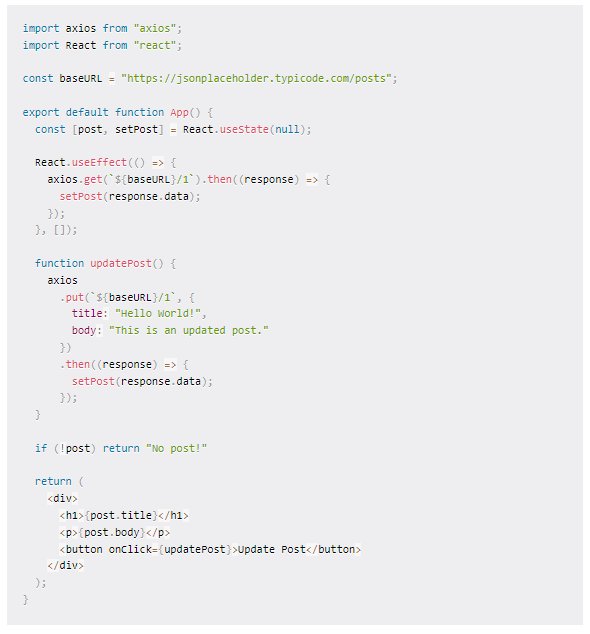 import axios from "axios";
import React from "react";

const baseURL = "https://jsonplaceholder.typicode.com/posts";

export default function App() {
  const [post, setPost] = React.useState(null);

  React.useEffect(() => {
    axios.get(`${baseURL}/1`).then((response) => {
      setPost(response.data);
    });
  }, []);

  function updatePost() {
    axios
      .put(`${baseURL}/1`, {
        title: "Hello World!",
        body: "This is an updated post."
      })
      .then((response) => {
        setPost(response.data);
      });
  }

  if (!post) return "No post!"

  return (
    <div>
      <h1>{post.title}</h1>
      <p>{post.body}</p>
      <button onClick={updatePost}>Update Post</button>
    </div>
  );
}